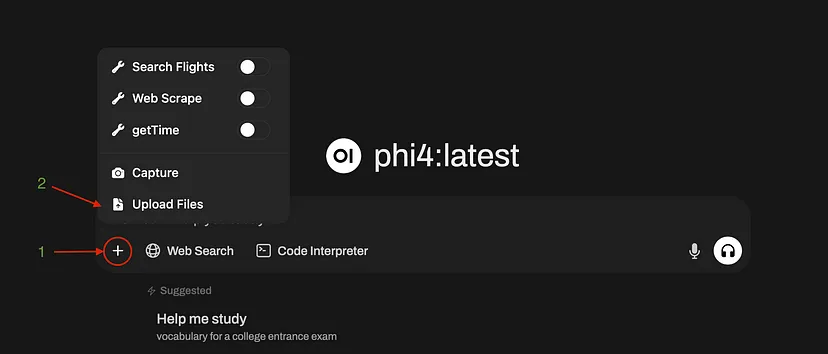 Search Flights
Web Scrape
getTime
Capture
2
Upload Files
OI phi4:latest
1
+ Web Search Code Interpreter
Suggested
Help me study
vocabulary for a college entrance exam